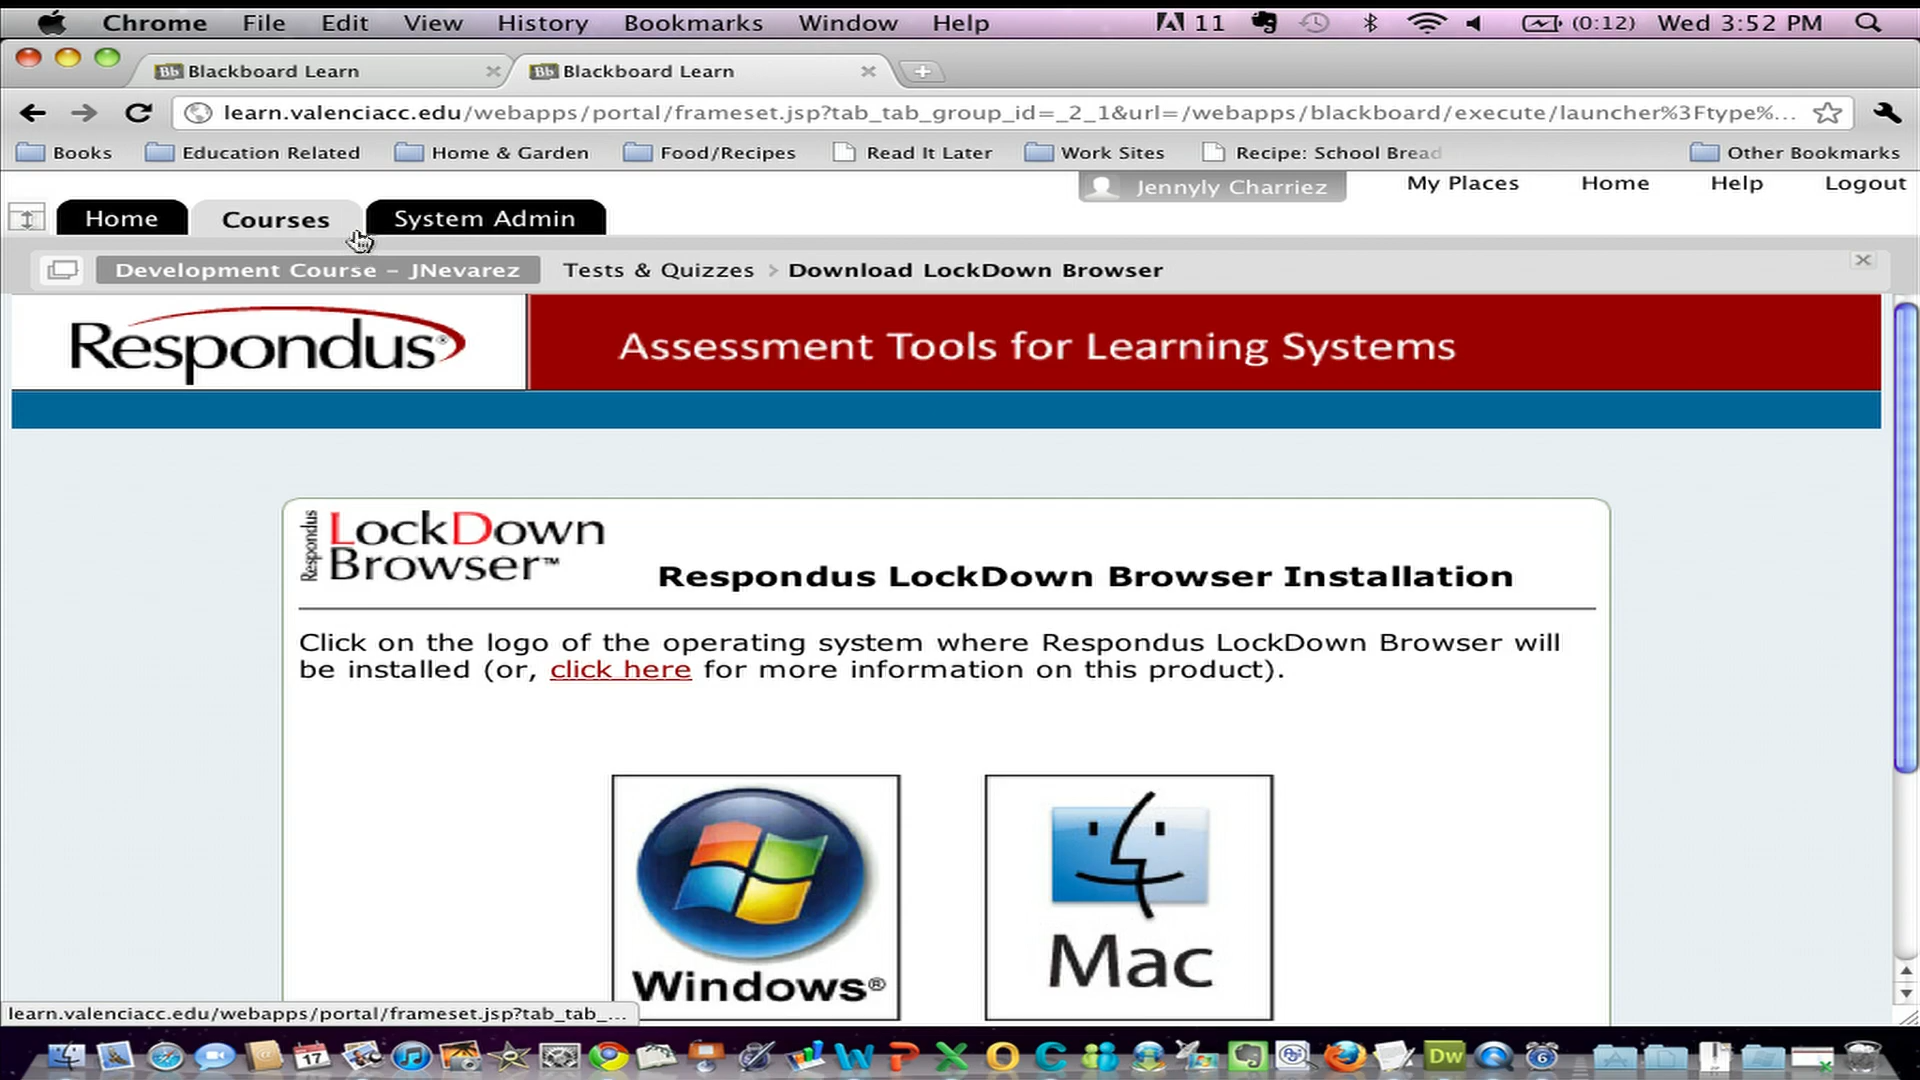 Chrome File Edit View History Bookmarks Window Help 11 (0:12) Wed 3:52 PM
Bb Blackboard Learn Bb Blackboard Learn
learn.valenciacc.edu/webapps/portal/frameset.jsp?tab_tab_group_id=_2_1&url=/webapps/blackboard/execute/launcher%3Ftype%...
Books Education Related Home & Garden Food/Recipes Read It Later Work Sites Recipe: School Bread Other Bookmarks
Jennyly Charriez My Places Home Help Logout
Home Courses System Admin
Development Course - JNevarez Tests & Quizzes > Download LockDown Browser
Respondus® Assessment Tools for Learning Systems
Respondus LockDown Browser™
Respondus LockDown Browser Installation
Click on the logo of the operating system where Respondus LockDown Browser will
be installed (or, click here for more information on this product).
Windows® Mac
learn.valenciacc.edu/webapps/portal/frameset.jsp?tab_tab_...
17 Dw 6